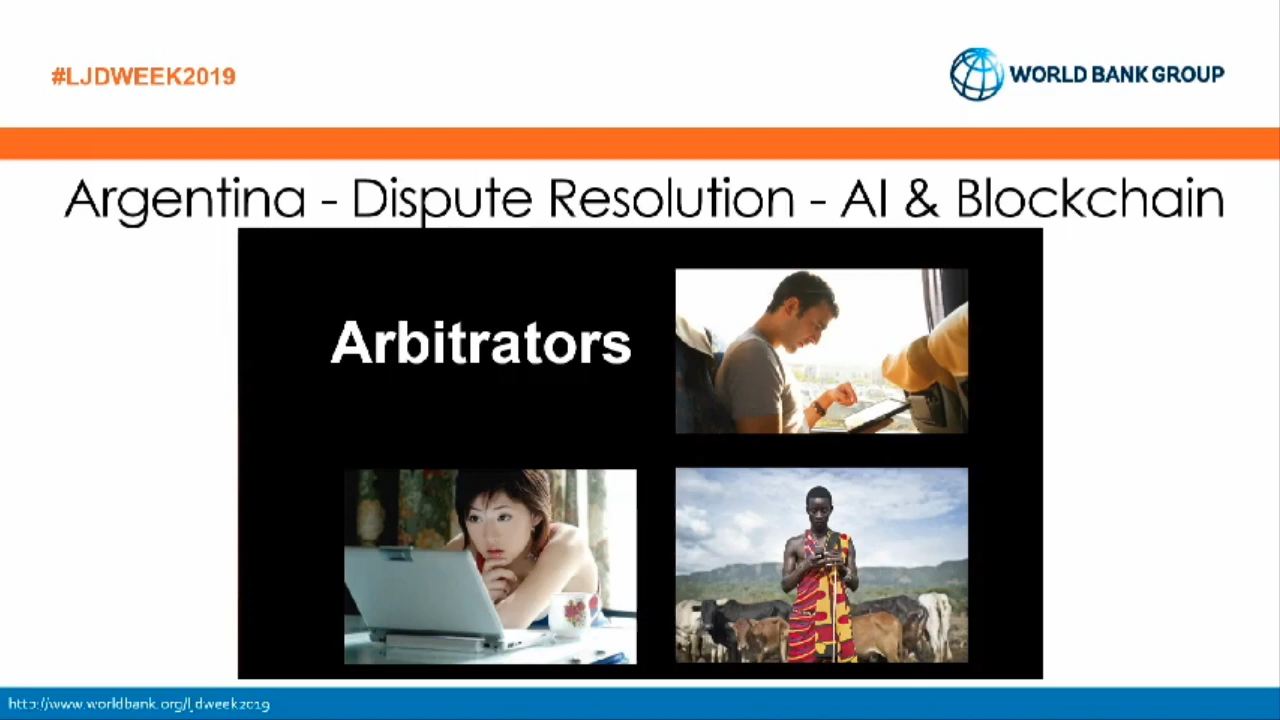 #LJDWEEK2019
WORLD BANK GROUP
Argentina - Dispute Resolution - AI & Blockchain
Arbitrators
http://www.worldbank.org/ljdweek2019